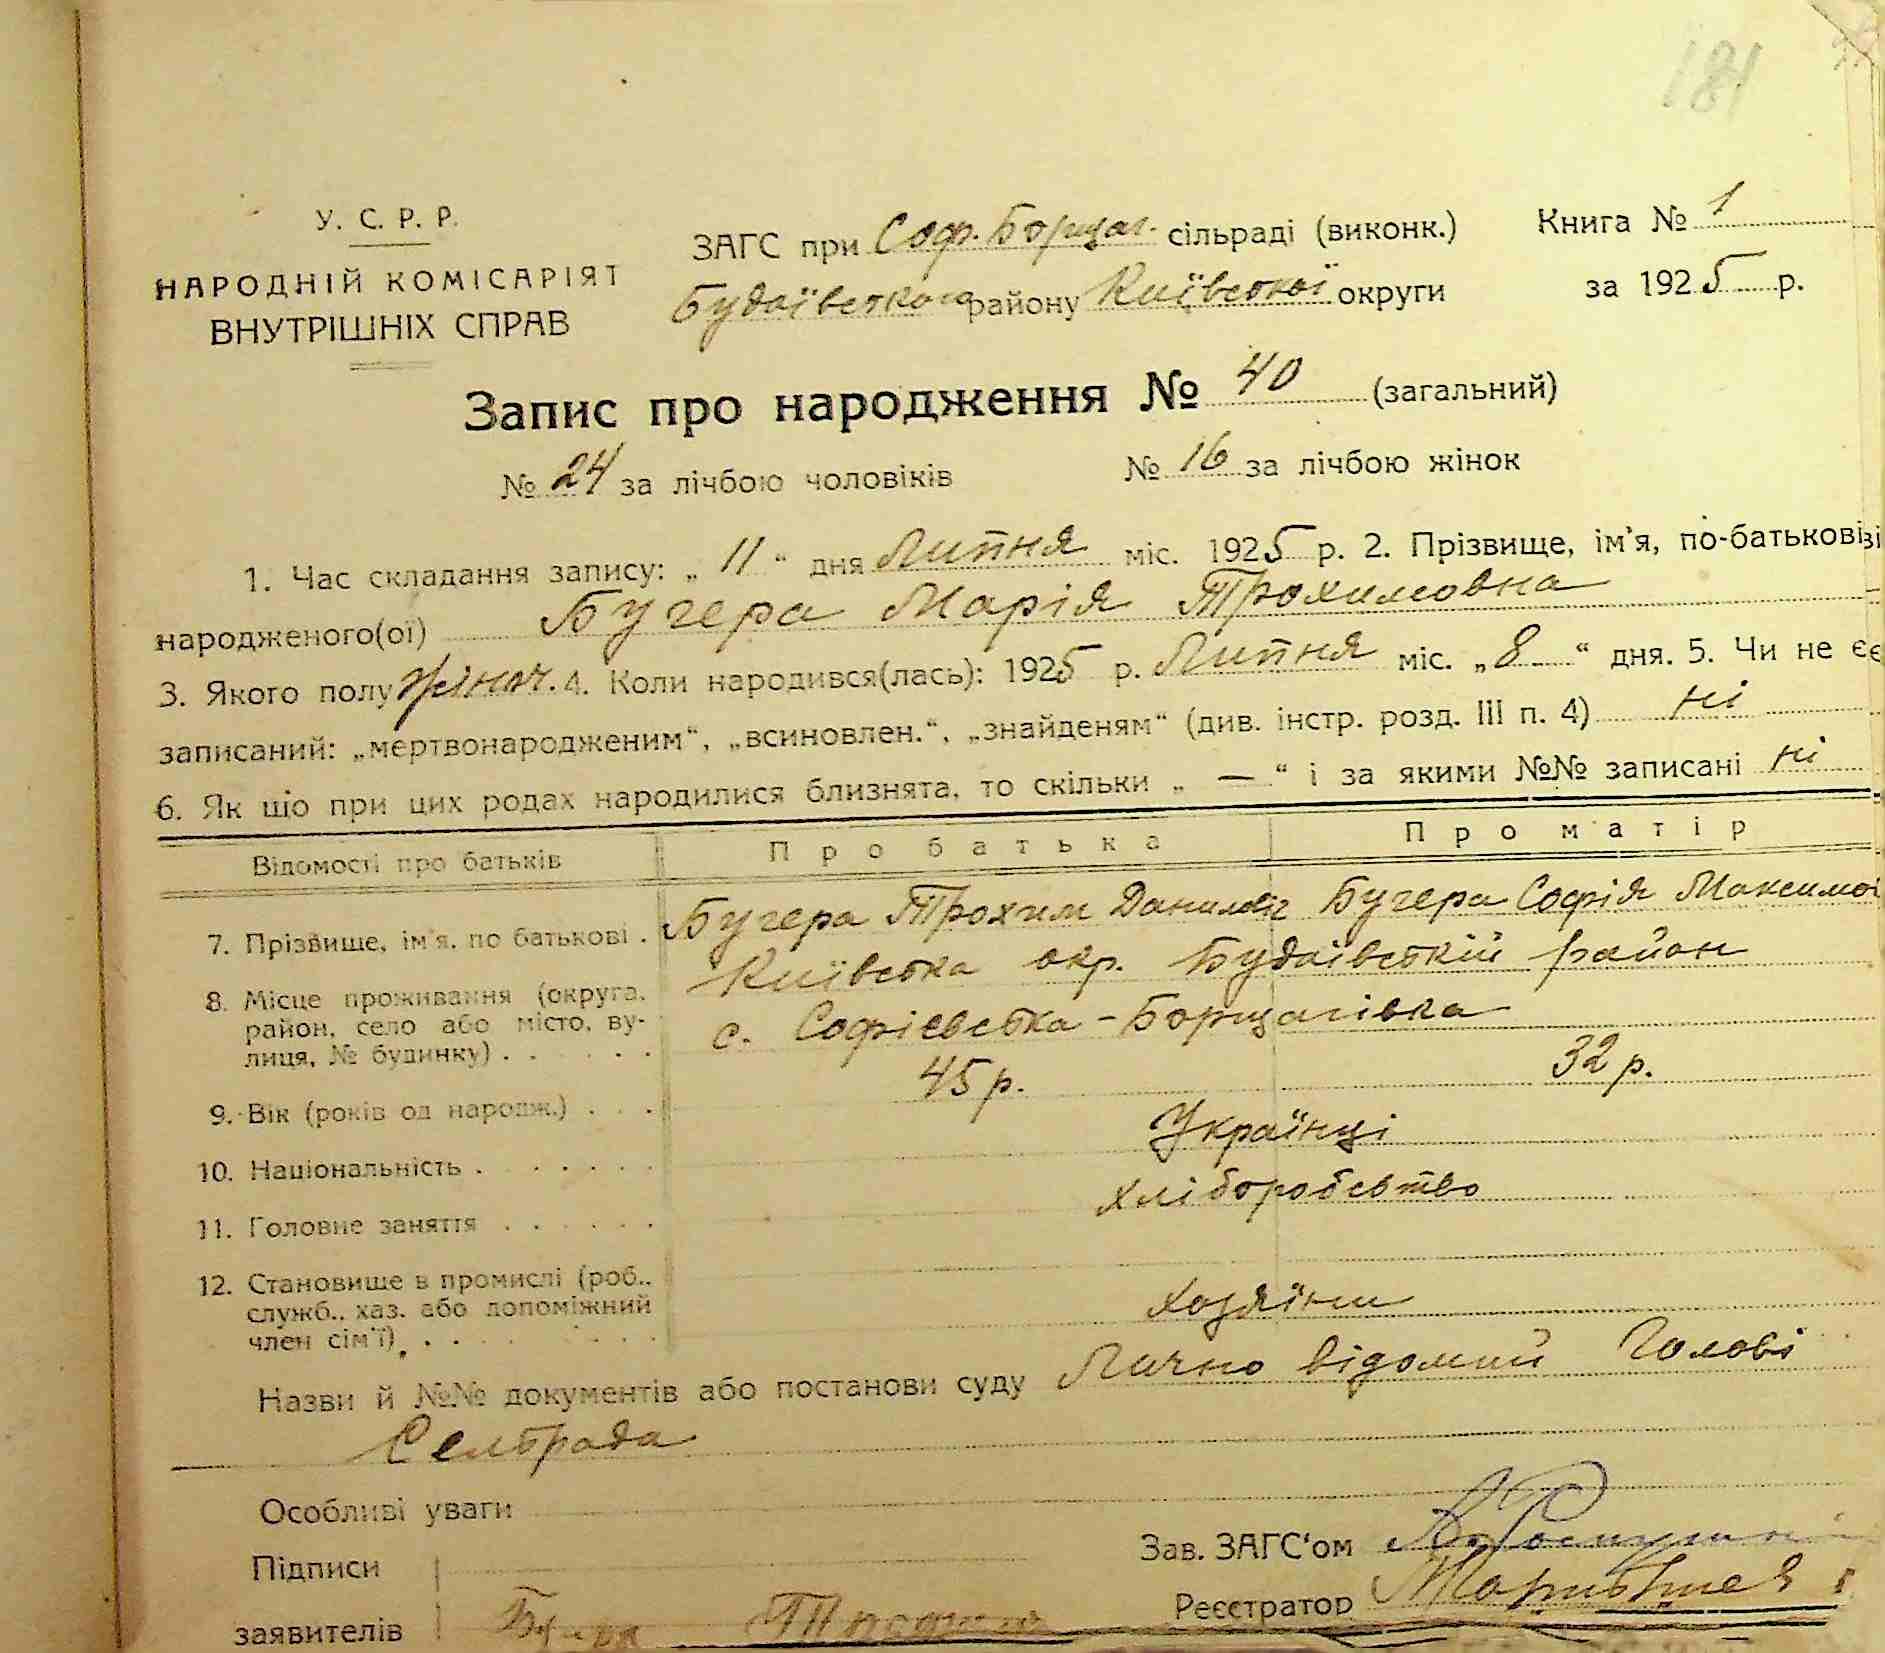 181
У. С. Р. Р.
НАРОДНІЙ КОМІСАРІЯТ
ВНУТРІШНІХ СПРАВ
ЗАГС при Соф. Борщаг. сільраді (виконк.)
Будаївського району Київської округи
Книга № 1
за 1925 р.
Запис про народження № 40 (загальний)
№ 24 за лічбою чоловіків № 16 за лічбою жінок
1. Час складання запису: „ 11 “ дня Липня міс. 1925 р. 2. Прізвище, ім'я, по-батькові
народженого(ої) Бугера Марія Трохимовна
3. Якого полу жіноч. 4. Коли народився(лась): 1925 р. Липня міс. „ 8 “ дня. 5. Чи не є
записаний: „мертвонародженим“, „всиновлен.“, „знайденям“ (див. інстр. розд. III п. 4) ні
6. Як що при цих родах народилися близнята, то скільки „ — “ і за якими №№ записані ні
Відомості про батьків Про батька Про матір
7. Прізвише, ім'я, по батькові . Бугера Трохим Данилович Бугера Софія Максимов
8. Місце проживання (округа, Київська окр. Будаївській район
район, село або місто, ву- с. Софієвська-Борщагівка
лиця, № будинку) . . . . . .
9. Вік (років од народж.) . . . 45 р. 32 р.
10. Національність . . . . . . . Українці
11. Головне заняття . . . . . . хліборобство
12. Становише в промислі (роб.,
служб., хаз. або допоміжний хозяїни
член сім'ї) . . . . . . . .
Назви й №№ документів або постанови суду Лично відомий Голові
Сельрада
Особливі уваги
Підписи
заявителів
Зав. ЗАГС'ом
Реєстратор